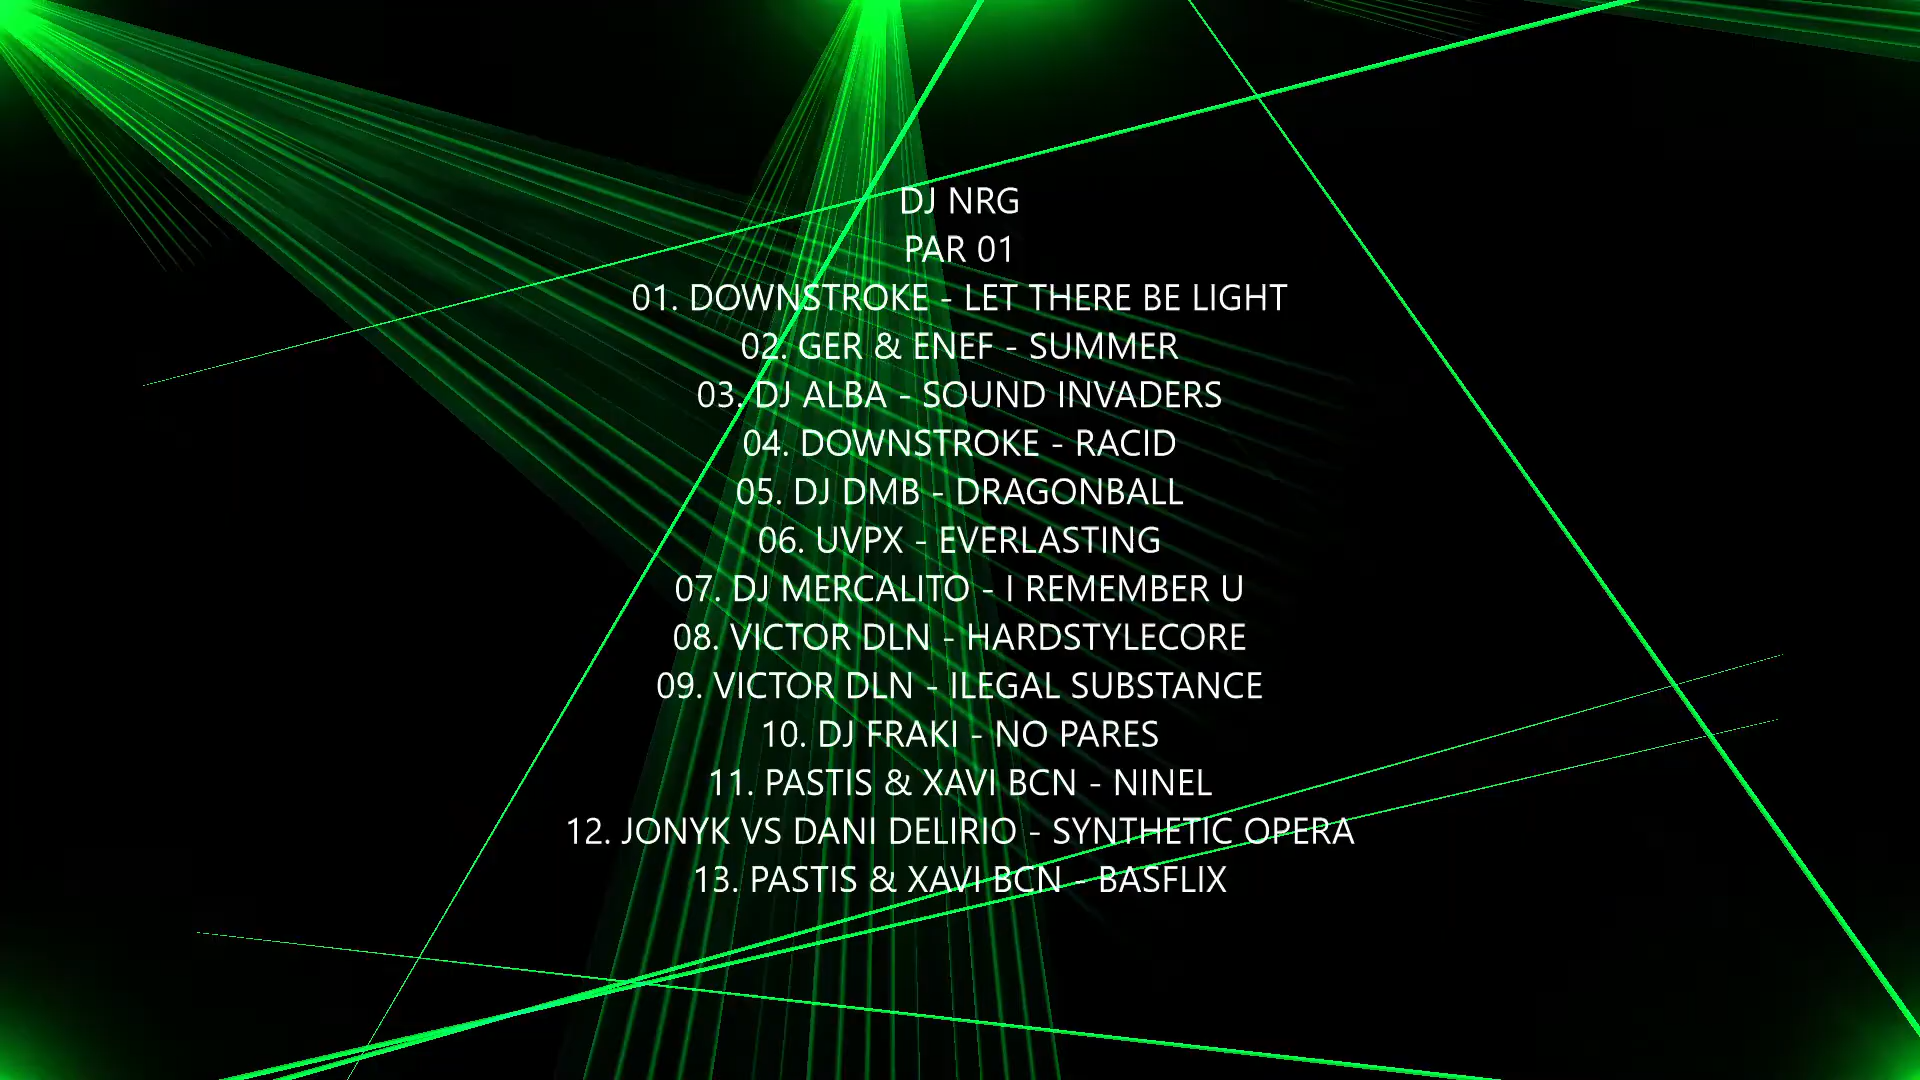 DJ NRG
PAR 01
01. DOWNSTROKE - LET THERE BE LIGHT
02. GER & ENEF - SUMMER
03. DJ ALBA - SOUND INVADERS
04. DOWNSTROKE - RACID
05. DJ DMB - DRAGONBALL
06. UVPX - EVERLASTING
07. DJ MERCALITO - I REMEMBER U
08. VICTOR DLN - HARDSTYLECORE
09. VICTOR DLN - ILEGAL SUBSTANCE
10. DJ FRAKI - NO PARES
11. PASTIS & XAVI BCN - NINEL
12. JONYK VS DANI DELIRIO - SYNTHETIC OPERA
13. PASTIS & XAVI BCN - BASFLIX